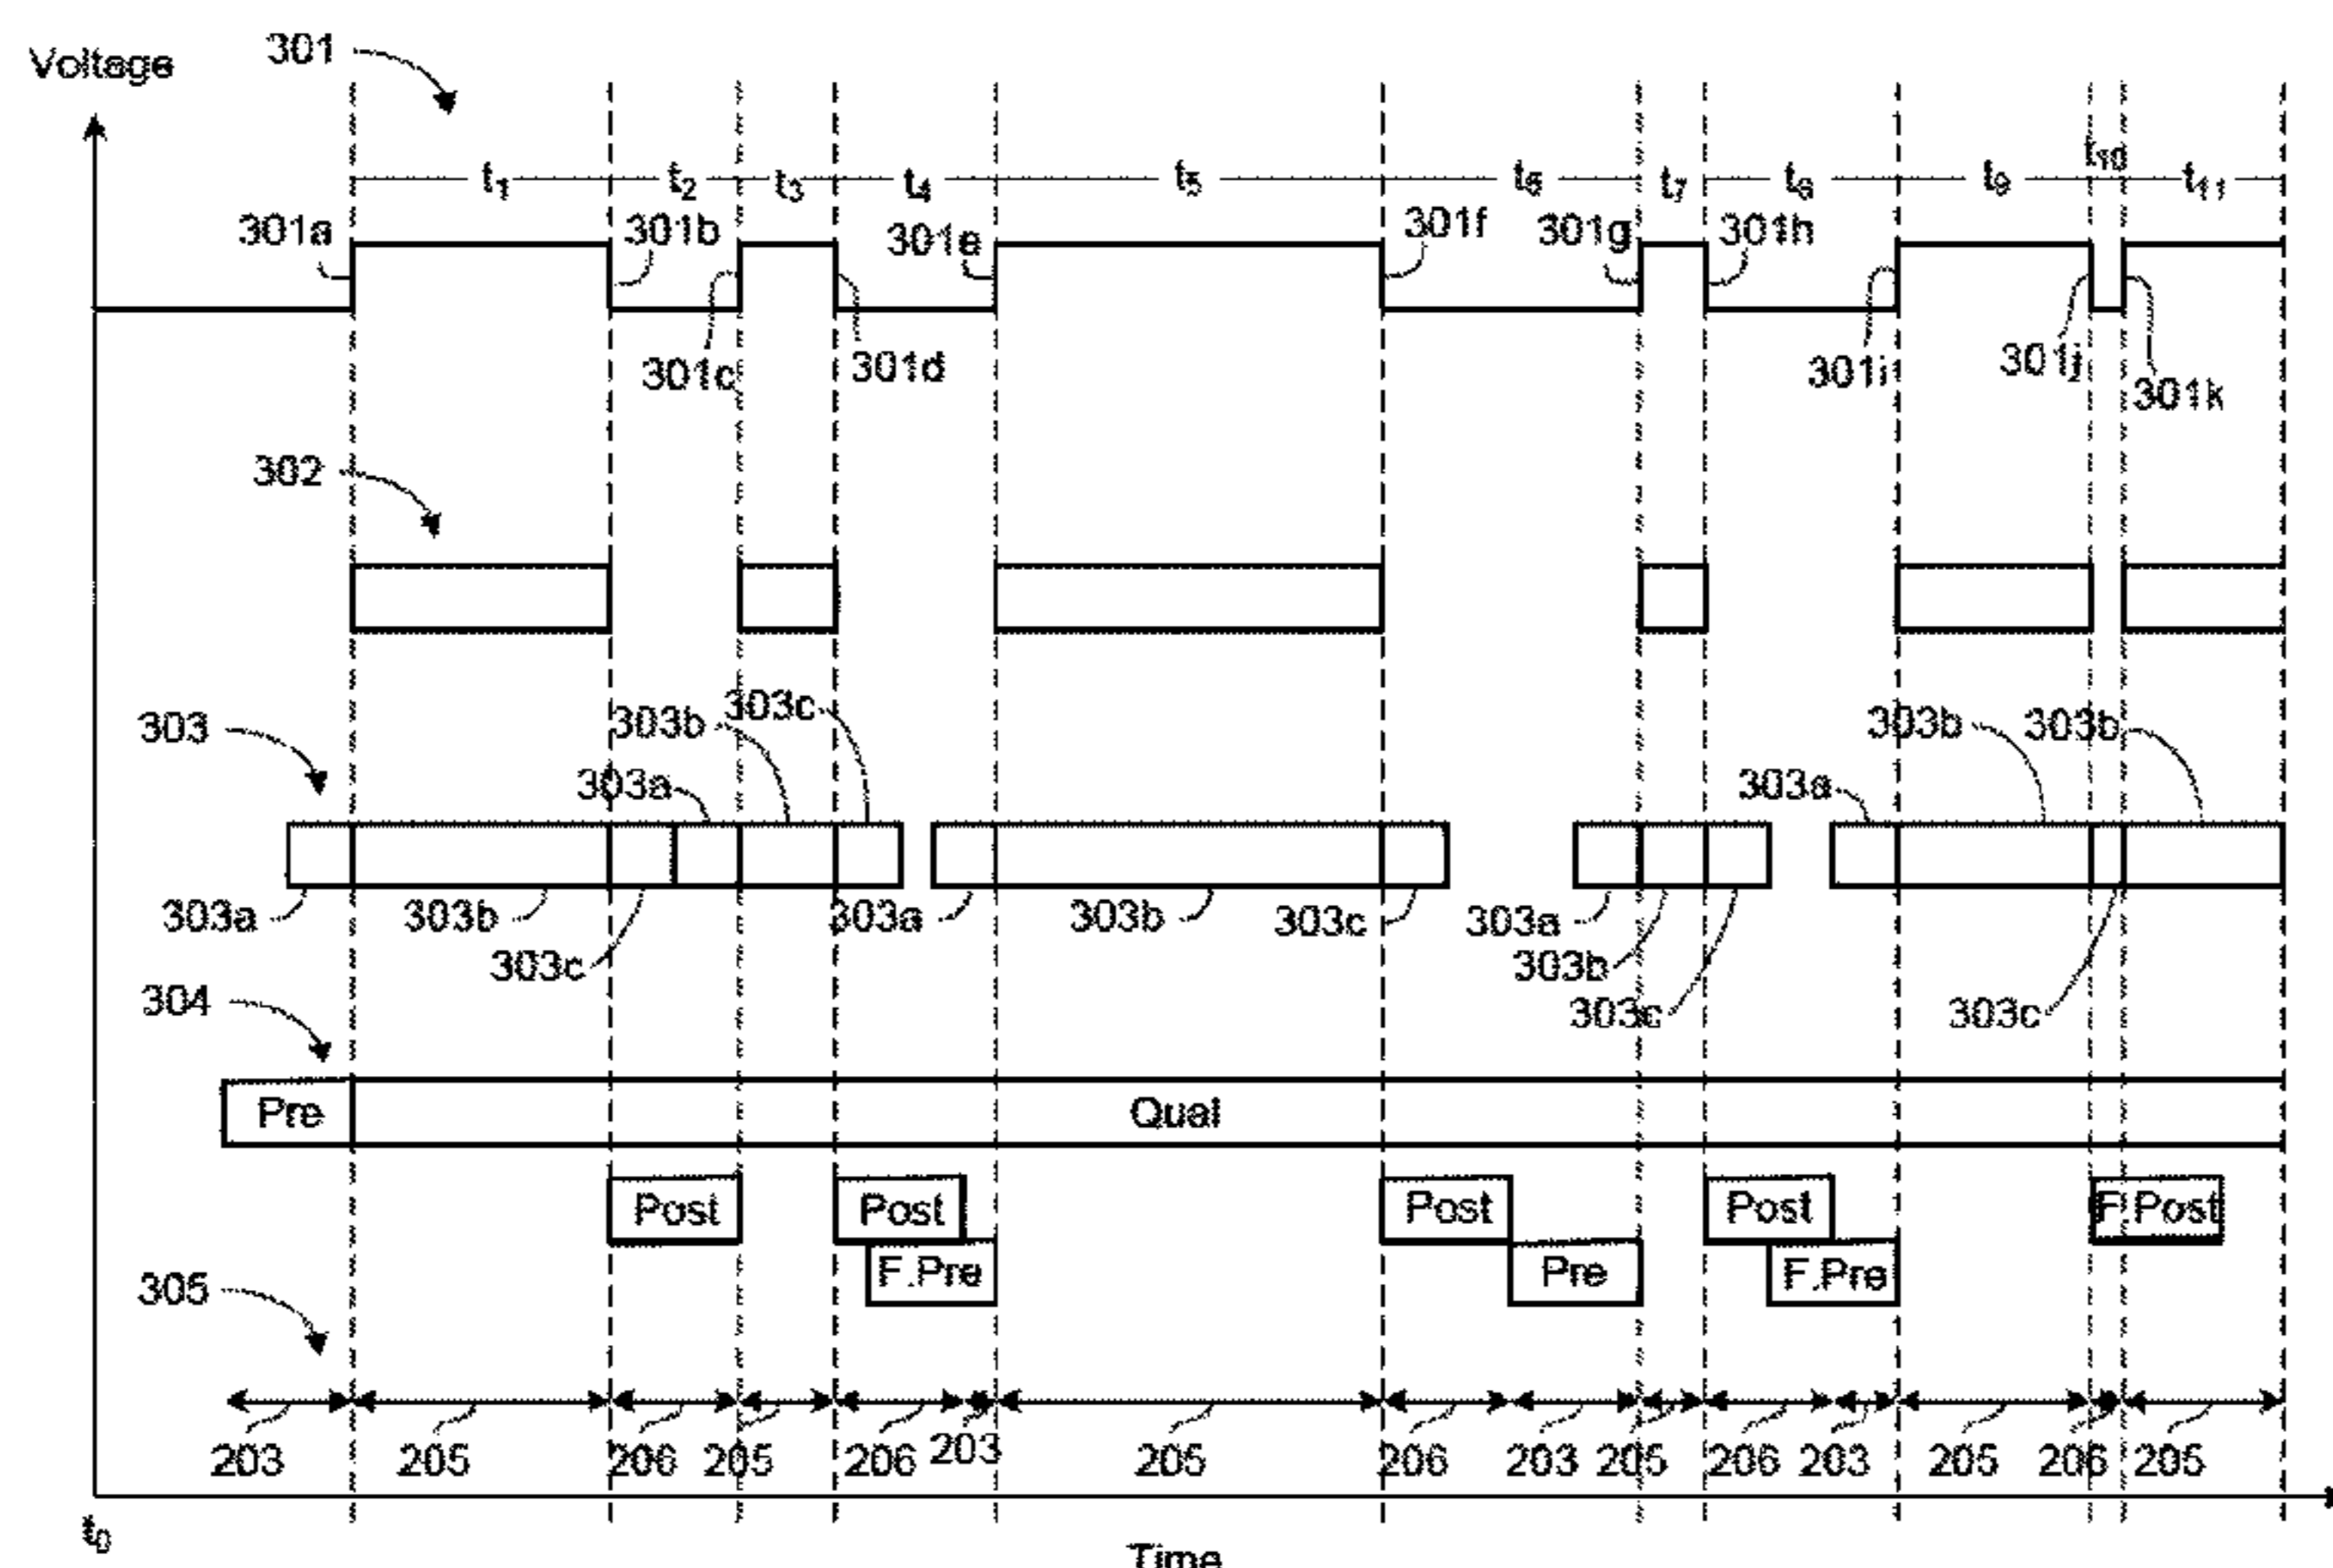 Voltage
301
t1 t2 t3 t4 t5 t6 t7 t8 t9 t10 t11
301a 301b 301e 301f 301g 301h
301c 301d 301i 301j 301k
302
303 303b 303c 303b 303b
303a 303a
303a 303b 303a 303b 303c 303a
303c 303b
304 303c 303c
Pre Qual
Post Post Post Post F. Post
F.Pre Pre F.Pre
305
203 205 206 205 206 203 205 206 203 205 206 203 205 206 205
t0
Time